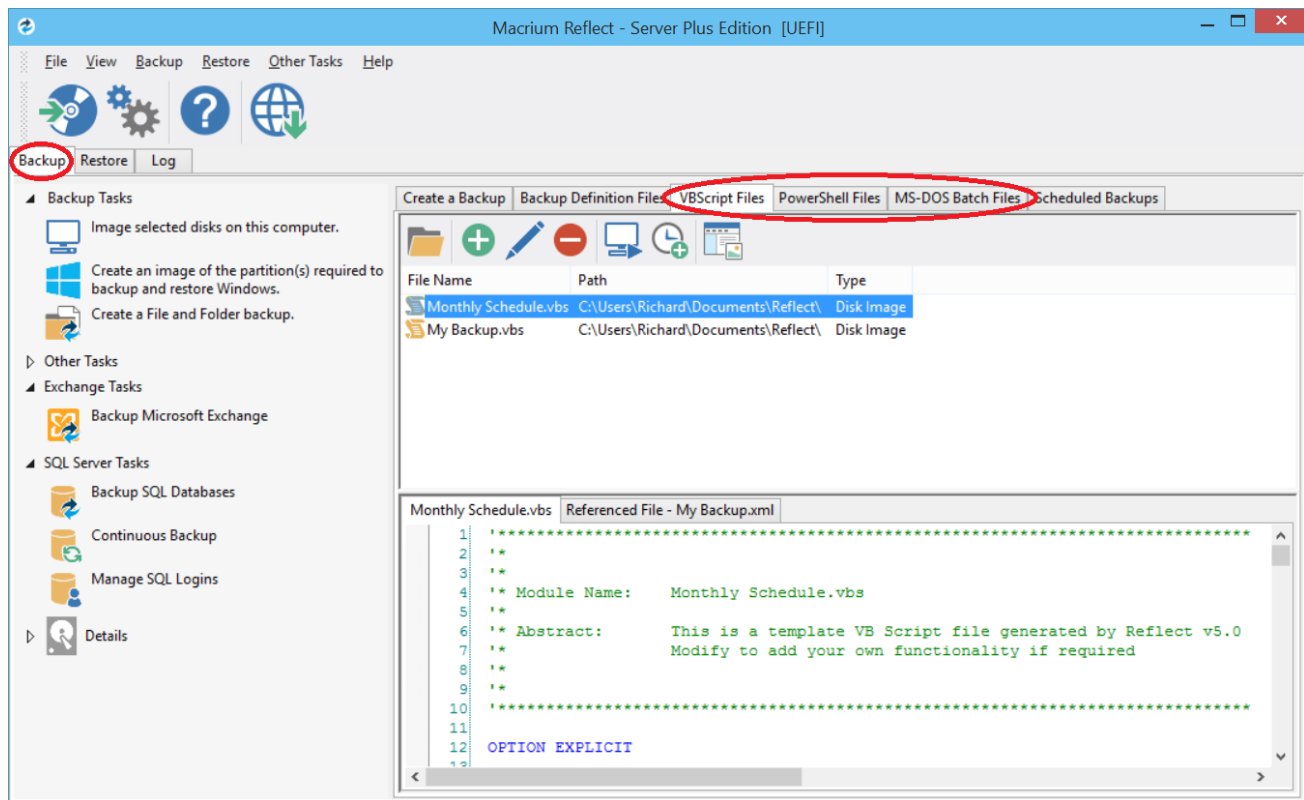 Macrium Reflect - Server Plus Edition [UEFI]
File View Backup Restore Other Tasks Help
Backup Restore Log
Backup Tasks
Image selected disks on this computer.
Create an image of the partition(s) required to
backup and restore Windows.
Create a File and Folder backup.
Other Tasks
Exchange Tasks
Backup Microsoft Exchange
SQL Server Tasks
Backup SQL Databases
Continuous Backup
Manage SQL Logins
Details
Create a Backup Backup Definition Files VBScript Files PowerShell Files MS-DOS Batch Files Scheduled Backups
File Name Path Type
Monthly Schedule.vbs C:\Users\Richard\Documents\Reflect\ Disk Image
My Backup.vbs C:\Users\Richard\Documents\Reflect\ Disk Image
Monthly Schedule.vbs Referenced File - My Backup.xml
1 '******************************************************************************
2 '*
3 '*
4 '* Module Name: Monthly Schedule.vbs
5 '*
6 '* Abstract: This is a template VB Script file generated by Reflect v5.0
7 '* Modify to add your own functionality if required
8 '*
9 '*
10 '******************************************************************************
11
12 OPTION EXPLICIT
13